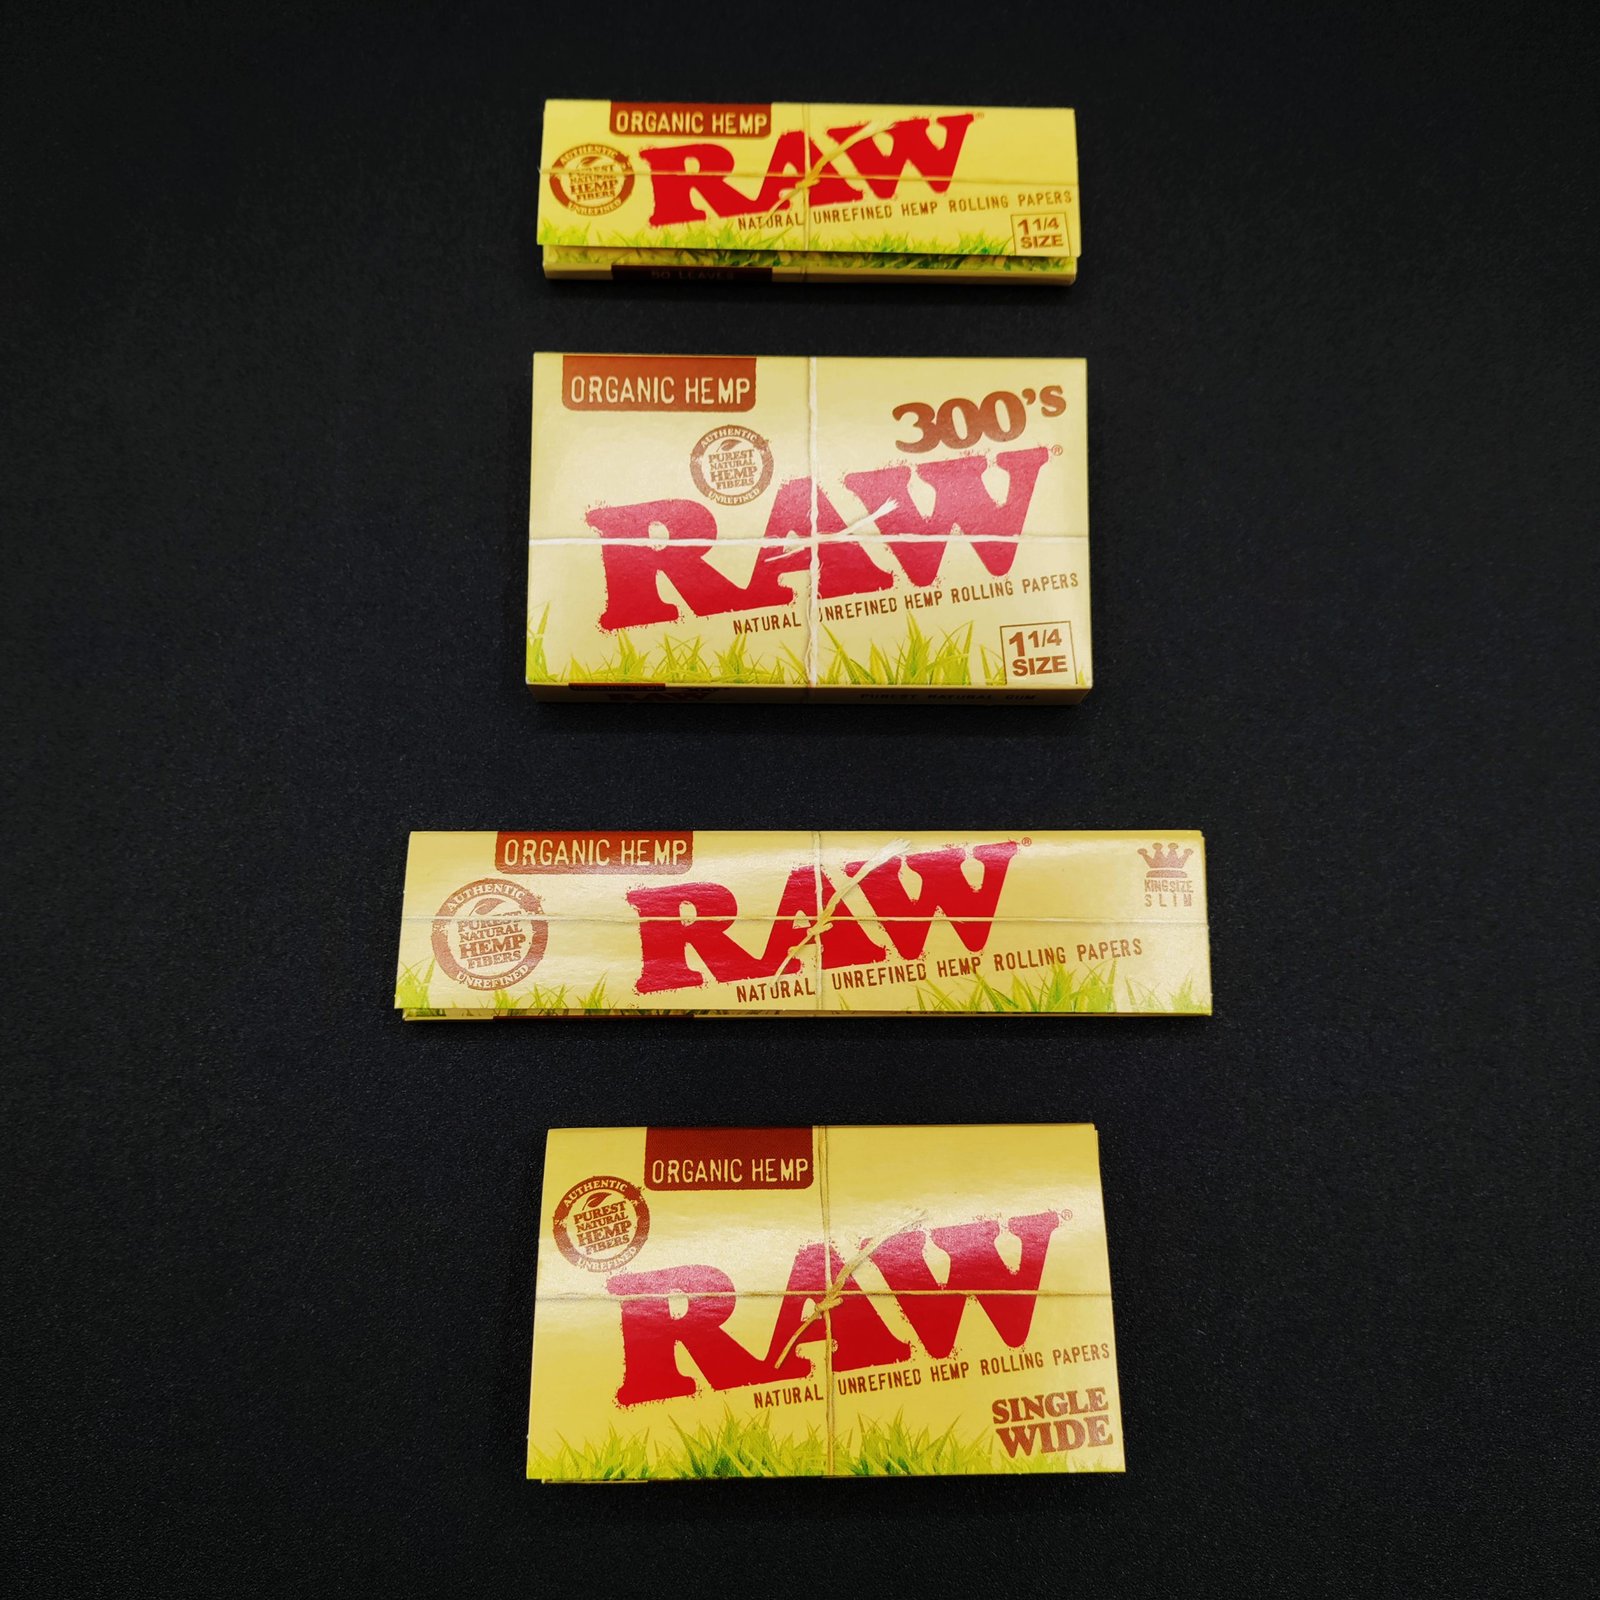 ORGANIC HEMP
AUTHENTIC
PUREST
NATURAL
HEMP
FIBERS
UNREFINED
RAW®
NATURAL UNREFINED HEMP ROLLING PAPERS
1 1/4
SIZE
50 LEAVES
ORGANIC HEMP
300's
AUTHENTIC
PUREST
NATURAL
HEMP
FIBERS
UNREFINED
RAW®
NATURAL UNREFINED HEMP ROLLING PAPERS
1 1/4
SIZE
PUREST NATURAL GUM
ORGANIC HEMP
AUTHENTIC
PUREST
NATURAL
HEMP
FIBERS
UNREFINED
RAW®
KING SIZE
SLIM
NATURAL UNREFINED HEMP ROLLING PAPERS
ORGANIC HEMP
AUTHENTIC
PUREST
NATURAL
HEMP
FIBERS
UNREFINED
RAW®
NATURAL UNREFINED HEMP ROLLING PAPERS
SINGLE
WIDE